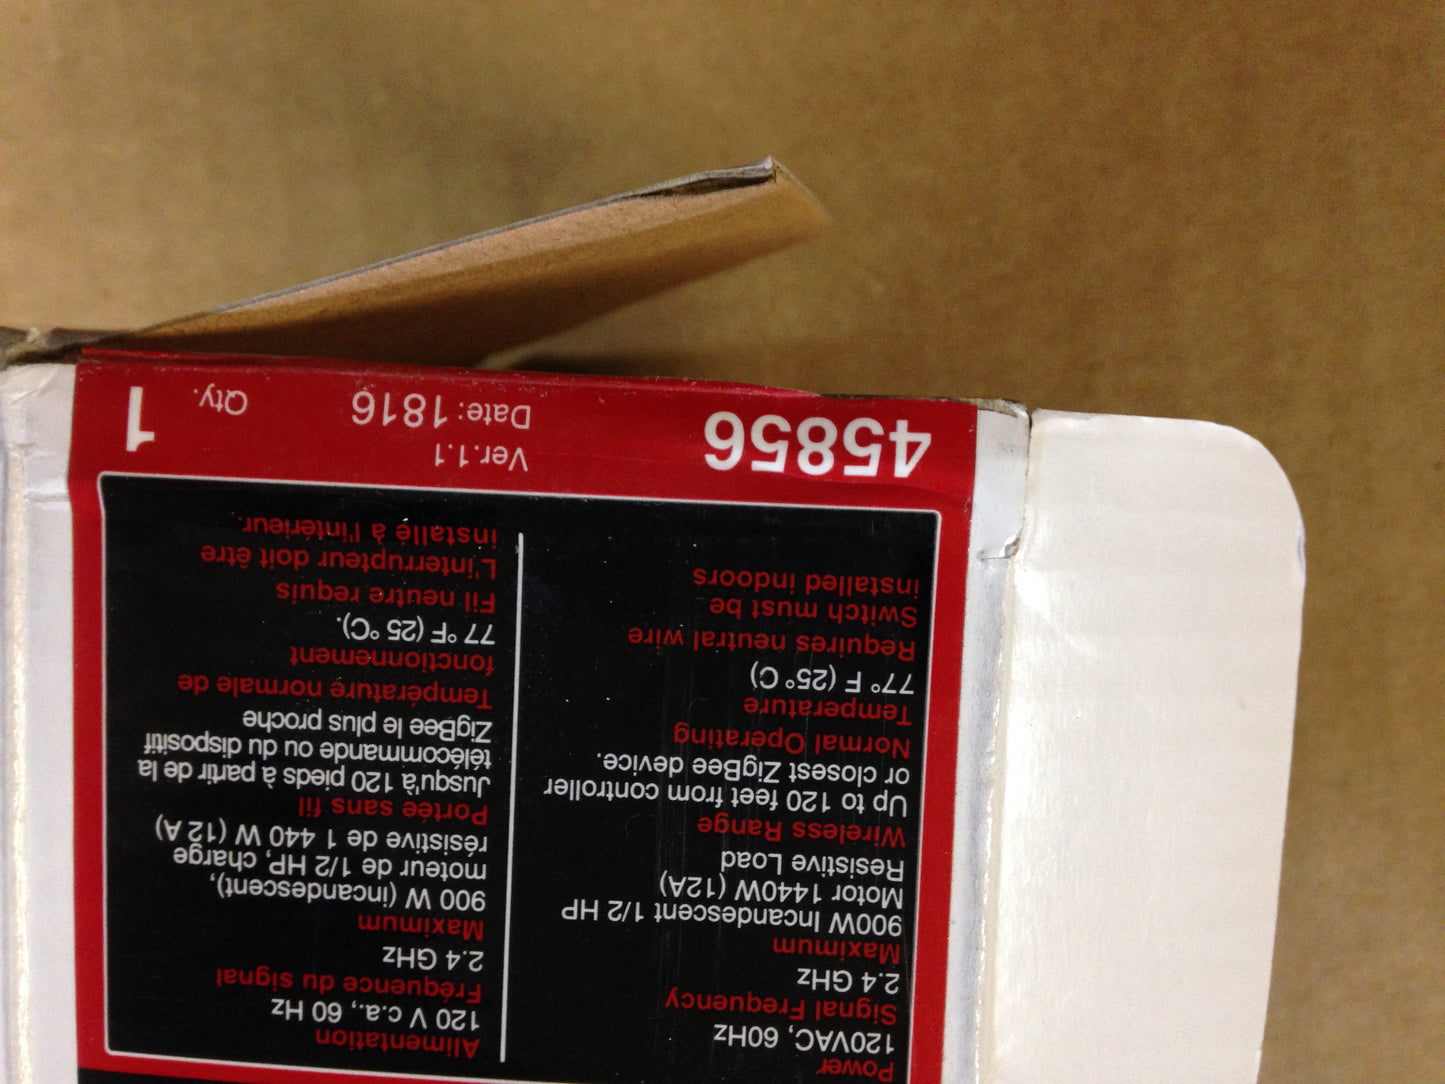 Power
120VAC, 60Hz
Signal Frequency
2.4 GHz
Maximum
900W Incandescent 1/2 HP
Motor 1440W (12A)
Resistive Load
Wireless Range
Up to 120 feet from controller
or closest ZigBee device.
Normal Operating
Temperature
77° F (25° C)
Requires neutral wire
Switch must be
installed indoors
Alimentation
120 V c.a., 60 Hz
Fréquence du signal
2.4 GHz
Maximum
900 W (incandescent),
moteur de 1/2 HP, charge
résistive de 1 440 W (12 A)
Portée sans fil
Jusqu'à 120 pieds à partir de la
télécommande ou du dispositif
ZigBee le plus proche
Température normale de
fonctionnement
77 °F (25 °C).
Fil neutre requis
L'interrupteur doit être
installé à l'intérieur.
45856
Ver.1.1
Date: 1816
Qty.
1